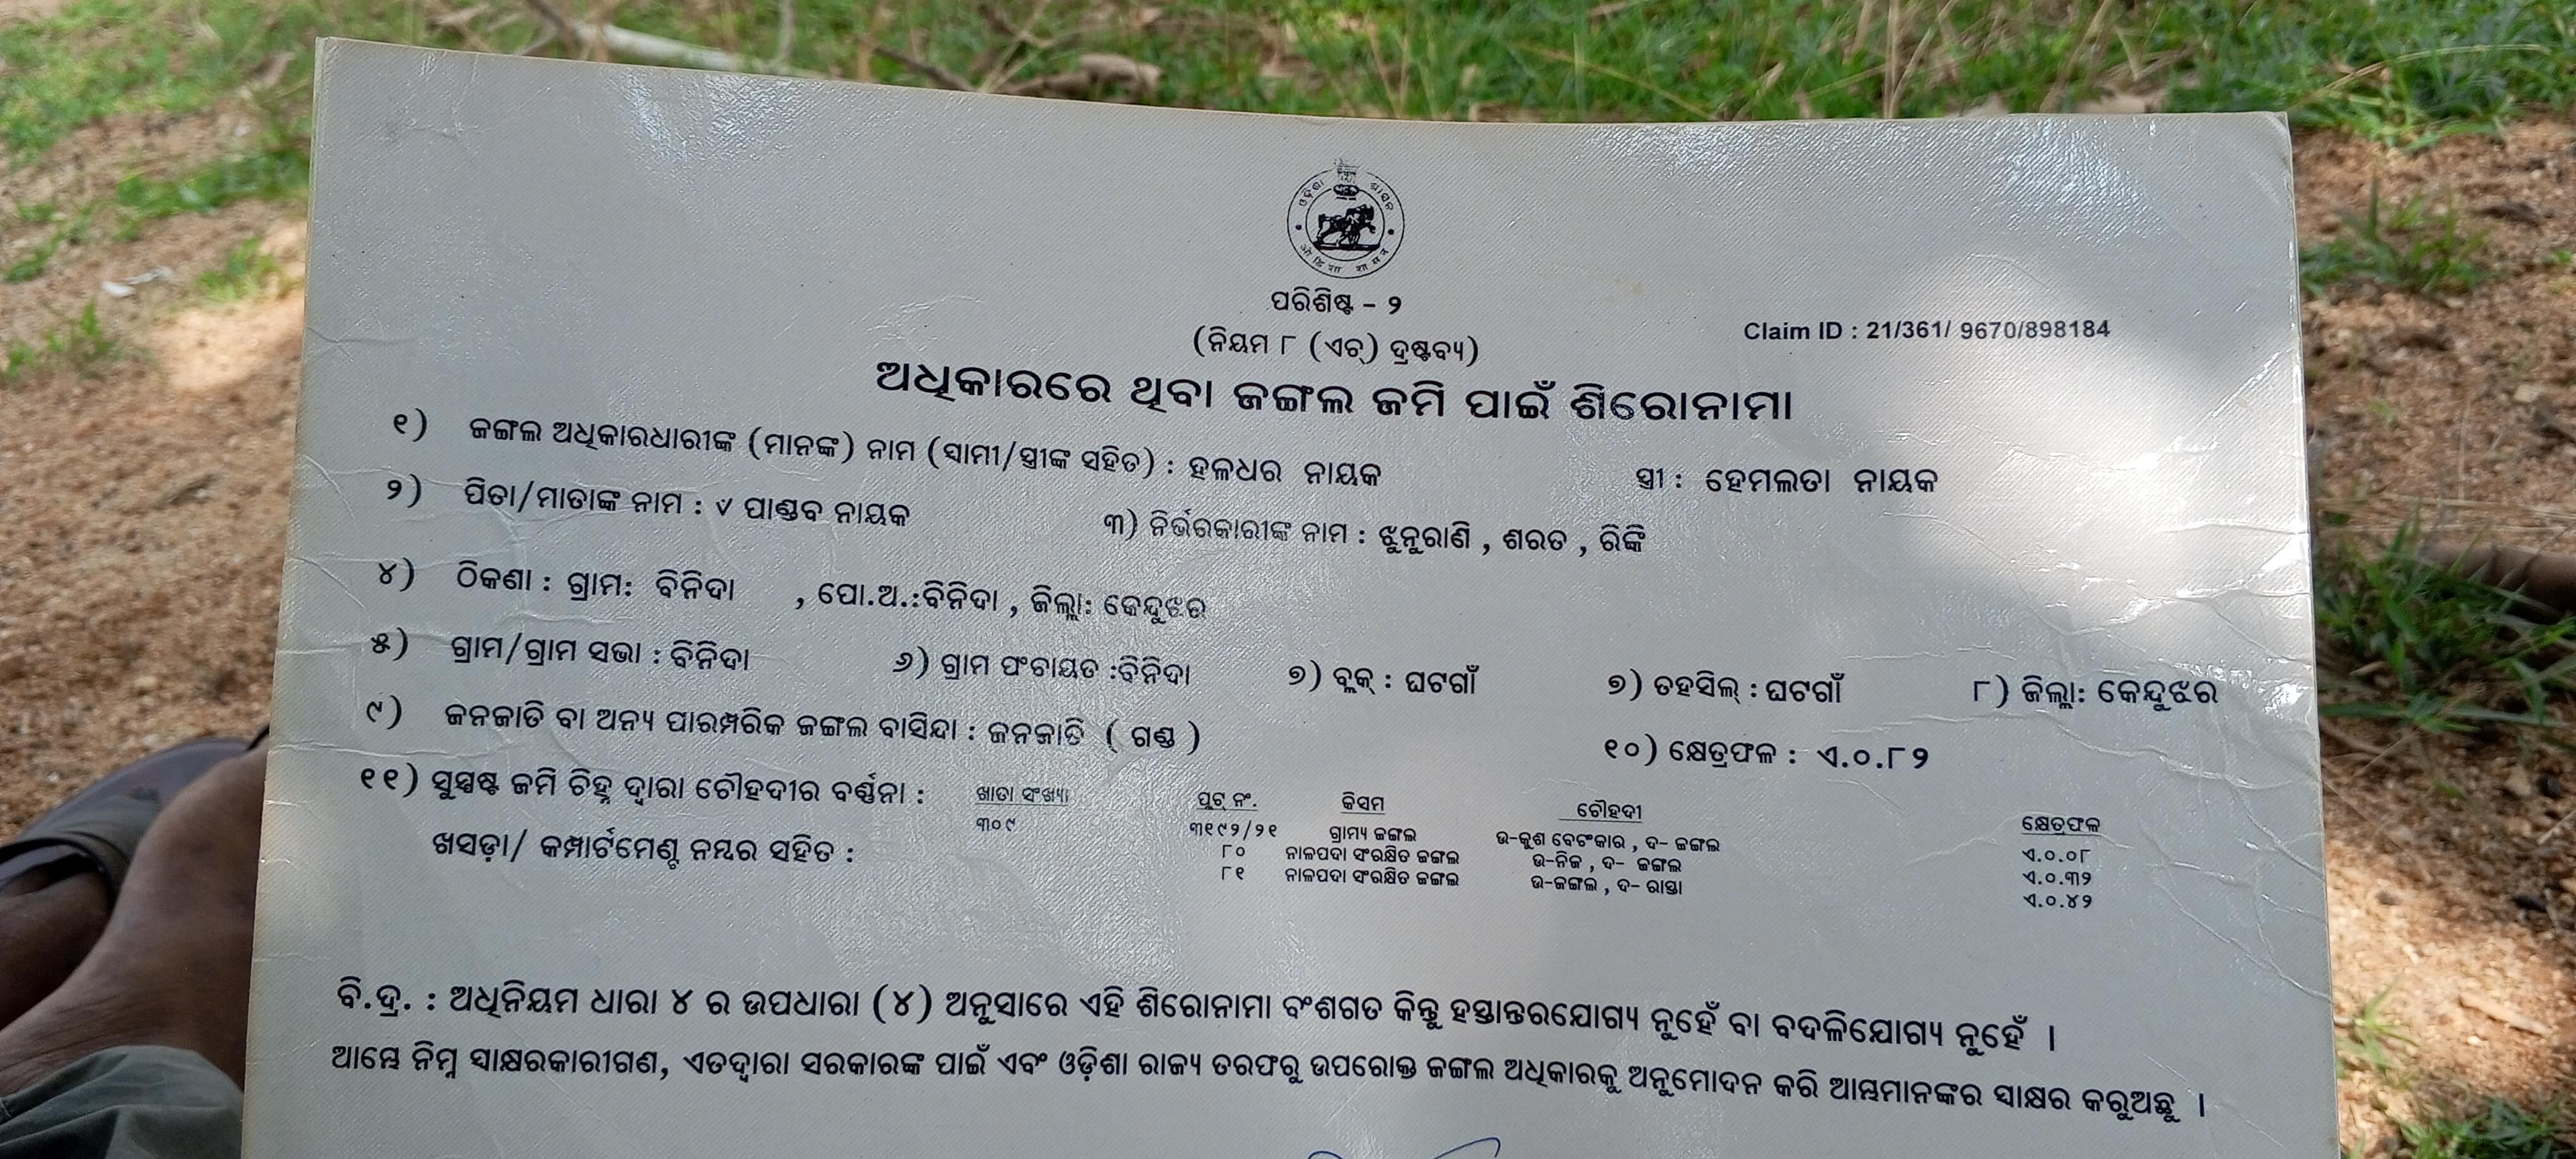 ଓଡ଼ିଶା ଶାସନ
ओडिशा शासन
ପରିଶିଷ୍ଟ - ୨
(ନିୟମ ୮ (ଏଚ୍) ଦ୍ରଷ୍ଟବ୍ୟ)
Claim ID : 21/361/ 9670/898184
ଅଧିକାରରେ ଥିବା ଜଙ୍ଗଲ ଜମି ପାଇଁ ଶିରୋନାମା
୧) ଜଙ୍ଗଲ ଅଧିକାରଧାରୀଙ୍କ (ମାନଙ୍କ) ନାମ (ସ୍ୱାମୀ/ସ୍ତ୍ରୀଙ୍କ ସହିତ) : ହଳଧର ନାୟକ ସ୍ତ୍ରୀ : ହେମଲତା ନାୟକ
୨) ପିତା/ମାତାଙ୍କ ନାମ : ୰ ପାଣ୍ଡବ ନାୟକ ୩) ନିର୍ଭରକାରୀଙ୍କ ନାମ : ଝୁନୁରାଣି , ଶରତ , ରିଙ୍କି
୪) ଠିକଣା : ଗ୍ରାମ: ବିନିଦା , ପୋ.ଅ.:ବିନିଦା , ଜିଲ୍ଲା: କେନ୍ଦୁଝର
୫) ଗ୍ରାମ/ଗ୍ରାମ ସଭା : ବିନିଦା ୬) ଗ୍ରାମ ପଂଚାୟତ :ବିନିଦା ୭) ବ୍ଲକ୍ : ଘଟଗାଁ ୭) ତହସିଲ୍ : ଘଟଗାଁ ୮) ଜିଲ୍ଲା: କେନ୍ଦୁଝର
୯) ଜନଜାତି ବା ଅନ୍ୟ ପାରମ୍ପରିକ ଜଙ୍ଗଲ ବାସିନ୍ଦା : ଜନଜାତି ( ଗଣ୍ଡ ) ୧୦) କ୍ଷେତ୍ରଫଳ : ଏ.୦.୮୨
୧୧) ସୁସ୍ପଷ୍ଟ ଜମି ଚିହ୍ନ ଦ୍ୱାରା ଚୌହଦୀର ବର୍ଣ୍ଣନା : ଖାତା ସଂଖ୍ୟା ପ୍ଲଟ୍ ନଂ. କିସମ ଚୌହଦୀ କ୍ଷେତ୍ରଫଳ
୩୦୯ ୩୧୯୨/୨୧ ଗ୍ରାମ୍ୟ ଜଙ୍ଗଲ ଉ-କୁଶ ବେଟଂକାର , ଦ- ଜଙ୍ଗଲ ଏ.୦.୦୮
ଖସଡ଼ା/ କମ୍ପାର୍ଟମେଣ୍ଟ ନମ୍ବର ସହିତ : ୮୦ ନାଳପଦା ସଂରକ୍ଷିତ ଜଙ୍ଗଲ ଉ-ନିଜ , ଦ- ଜଙ୍ଗଲ ଏ.୦.୩୨
୮୧ ନାଳପଦା ସଂରକ୍ଷିତ ଜଙ୍ଗଲ ଉ-ଜଙ୍ଗଲ , ଦ- ରାସ୍ତା ଏ.୦.୪୨
ବି.ଦ୍ର. : ଅଧିନିୟମ ଧାରା ୪ ର ଉପଧାରା (୪) ଅନୁସାରେ ଏହି ଶିରୋନାମା ବଂଶଗତ କିନ୍ତୁ ହସ୍ତାନ୍ତରଯୋଗ୍ୟ ନୁହେଁ ବା ବଦଳିଯୋଗ୍ୟ ନୁହେଁ ।
ଆମ୍ଭେ ନିମ୍ନ ସ୍ୱାକ୍ଷରକାରୀଗଣ, ଏତଦ୍ୱାରା ସରକାରଙ୍କ ପାଇଁ ଏବଂ ଓଡ଼ିଶା ରାଜ୍ୟ ତରଫରୁ ଉପରୋକ୍ତ ଜଙ୍ଗଲ ଅଧିକାରକୁ ଅନୁମୋଦନ କରି ଆମ୍ଭମାନଙ୍କର ସ୍ୱାକ୍ଷର କରୁଅଛୁ ।